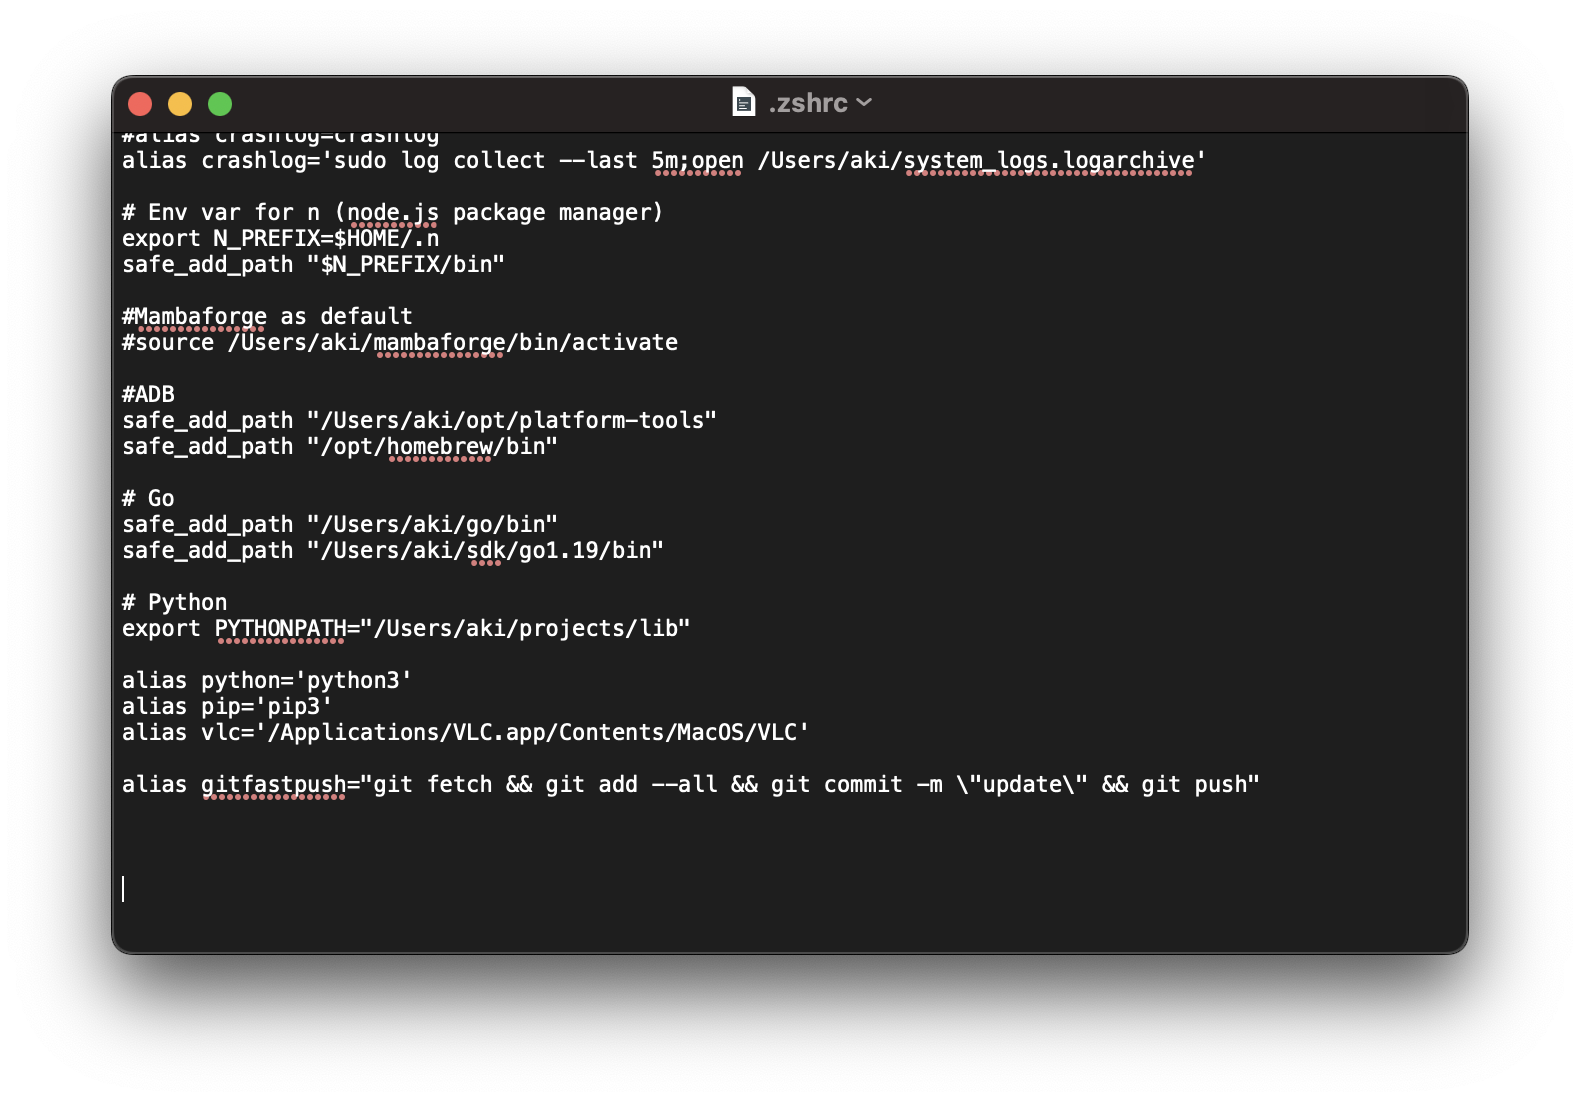 .zshrc
#alias crashlog=crashlog
alias crashlog='sudo log collect --last 5m;open /Users/aki/system_logs.logarchive'
# Env var for n (node.js package manager)
export N_PREFIX=$HOME/.n
safe_add_path "$N_PREFIX/bin"
#Mambaforge as default
#source /Users/aki/mambaforge/bin/activate
#ADB
safe_add_path "/Users/aki/opt/platform-tools"
safe_add_path "/opt/homebrew/bin"
# Go
safe_add_path "/Users/aki/go/bin"
safe_add_path "/Users/aki/sdk/go1.19/bin"
# Python
export PYTHONPATH="/Users/aki/projects/lib"
alias python='python3'
alias pip='pip3'
alias vlc='/Applications/VLC.app/Contents/MacOS/VLC'
alias gitfastpush="git fetch && git add --all && git commit -m \"update\" && git push"